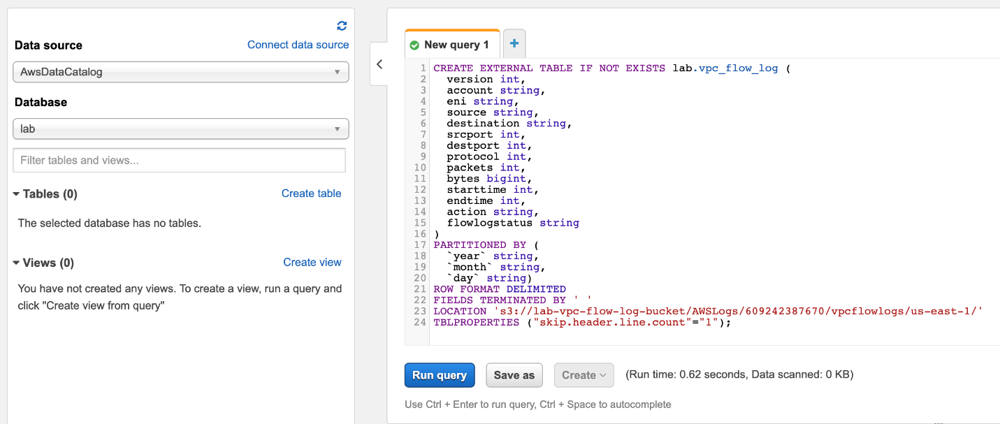 Data source
Connect data source
AwsDataCatalog
Database
lab
Filter tables and views...
Tables (0)
Create table
The selected database has no tables.
Views (0)
Create view
You have not created any views. To create a view, run a query and
click "Create view from query"
New query 1
+
1 CREATE EXTERNAL TABLE IF NOT EXISTS lab.vpc_flow_log (
2   version int,
3   account string,
4   eni string,
5   source string,
6   destination string,
7   srcport int,
8   destport int,
9   protocol int,
10   packets int,
11   bytes bigint,
12   starttime int,
13   endtime int,
14   action string,
15   flowlogstatus string
16 )
17 PARTITIONED BY (
18   `year` string,
19   `month` string,
20   `day` string)
21 ROW FORMAT DELIMITED
22 FIELDS TERMINATED BY ' '
23 LOCATION 's3://lab-vpc-flow-log-bucket/AWSLogs/609242387670/vpcflowlogs/us-east-1/'
24 TBLPROPERTIES ("skip.header.line.count"="1");
Run query
Save as
Create
(Run time: 0.62 seconds, Data scanned: 0 KB)
Use Ctrl + Enter to run query, Ctrl + Space to autocomplete